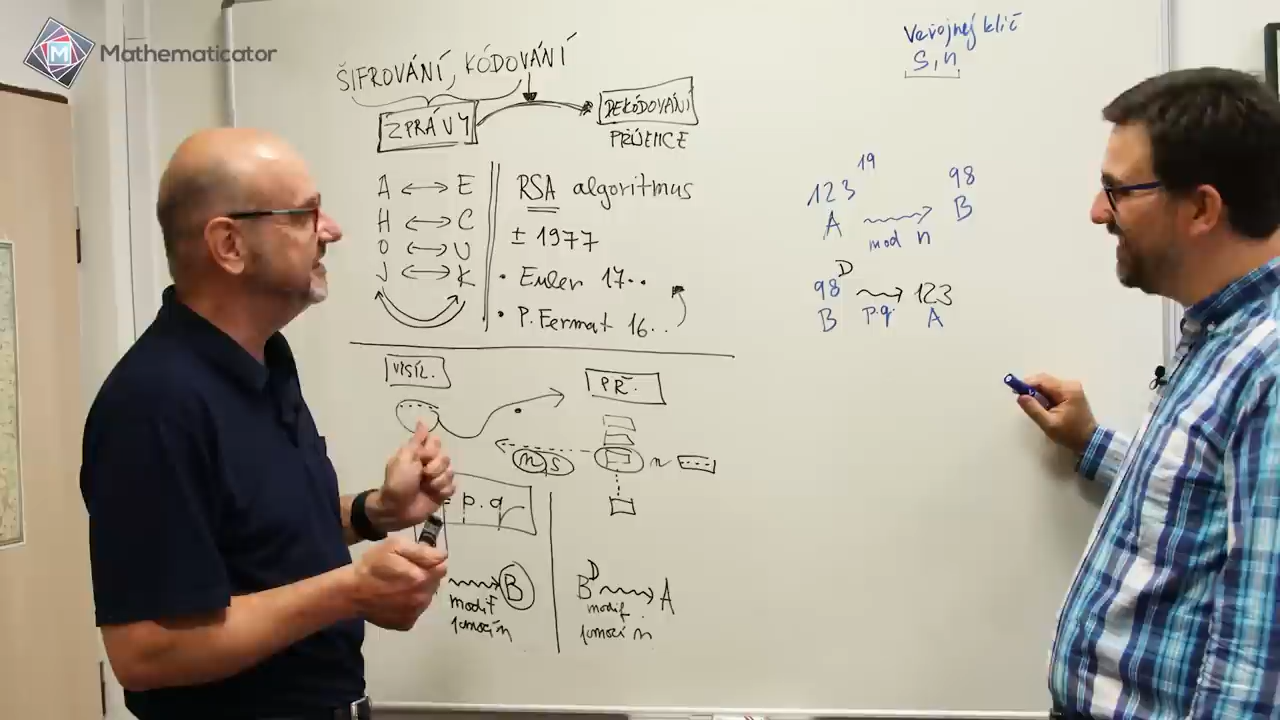 Mathematicator
ŠIFROVÁNÍ, KÓDOVÁNÍ
ZPRÁVY
DEKÓDOVÁNÍ
PŘÍJEMCE
A ↔ E
H ↔ C
O ↔ U
J ↔ K
RSA algoritmus
± 1977
• Euler 17..
• P. Fermat 16..
VYSÍL.
PŘ.
n s
= p.q
B
modif
pomocí n
B^D → A
modif
pomocí n
Veřojnej klíč
S, n
123^19 98
A → B
mod n
98^D → 123
B p.q. A